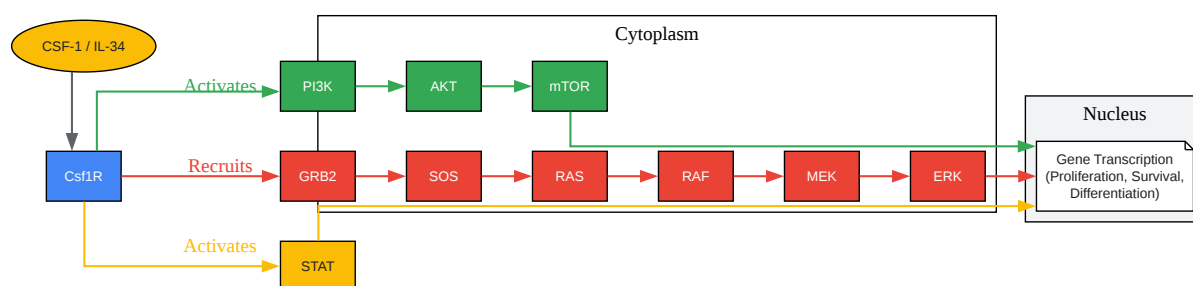 Cytoplasm
CSF-1 / IL-34
Activates
PI3K
AKT
mTOR
Nucleus
Gene Transcription
(Proliferation, Survival,
Differentiation)
Csf1R
Recruits
GRB2
SOS
RAS
RAF
MEK
ERK
Activates
STAT